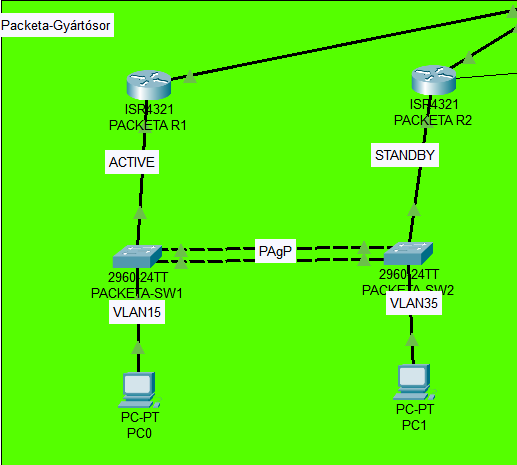 Packeta-Gyártósor
ISR4321
PACKETA R1
ISR4321
PACKETA R2
ACTIVE
STANDBY
PAgP
2960-24TT
PACKETA-SW1
2960-24TT
PACKETA-SW2
VLAN15
VLAN35
PC-PT
PC0
PC-PT
PC1